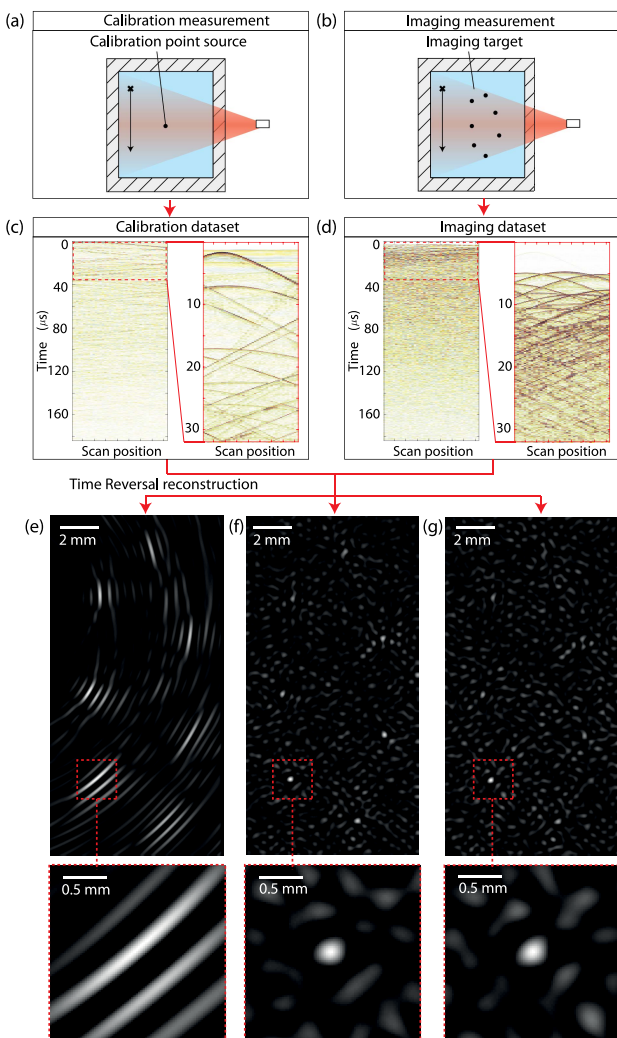 (a)
Calibration measurement
Calibration point source
(b)
Imaging measurement
Imaging target
(c)
Calibration dataset
0
40
80
120
160
Time (μs)
10
20
30
Scan position
Scan position
(d)
Imaging dataset
0
40
80
120
160
Time (μs)
10
20
30
Scan position
Scan position
Time Reversal reconstruction
(e)
2 mm
(f)
2 mm
(g)
2 mm
0.5 mm
0.5 mm
0.5 mm